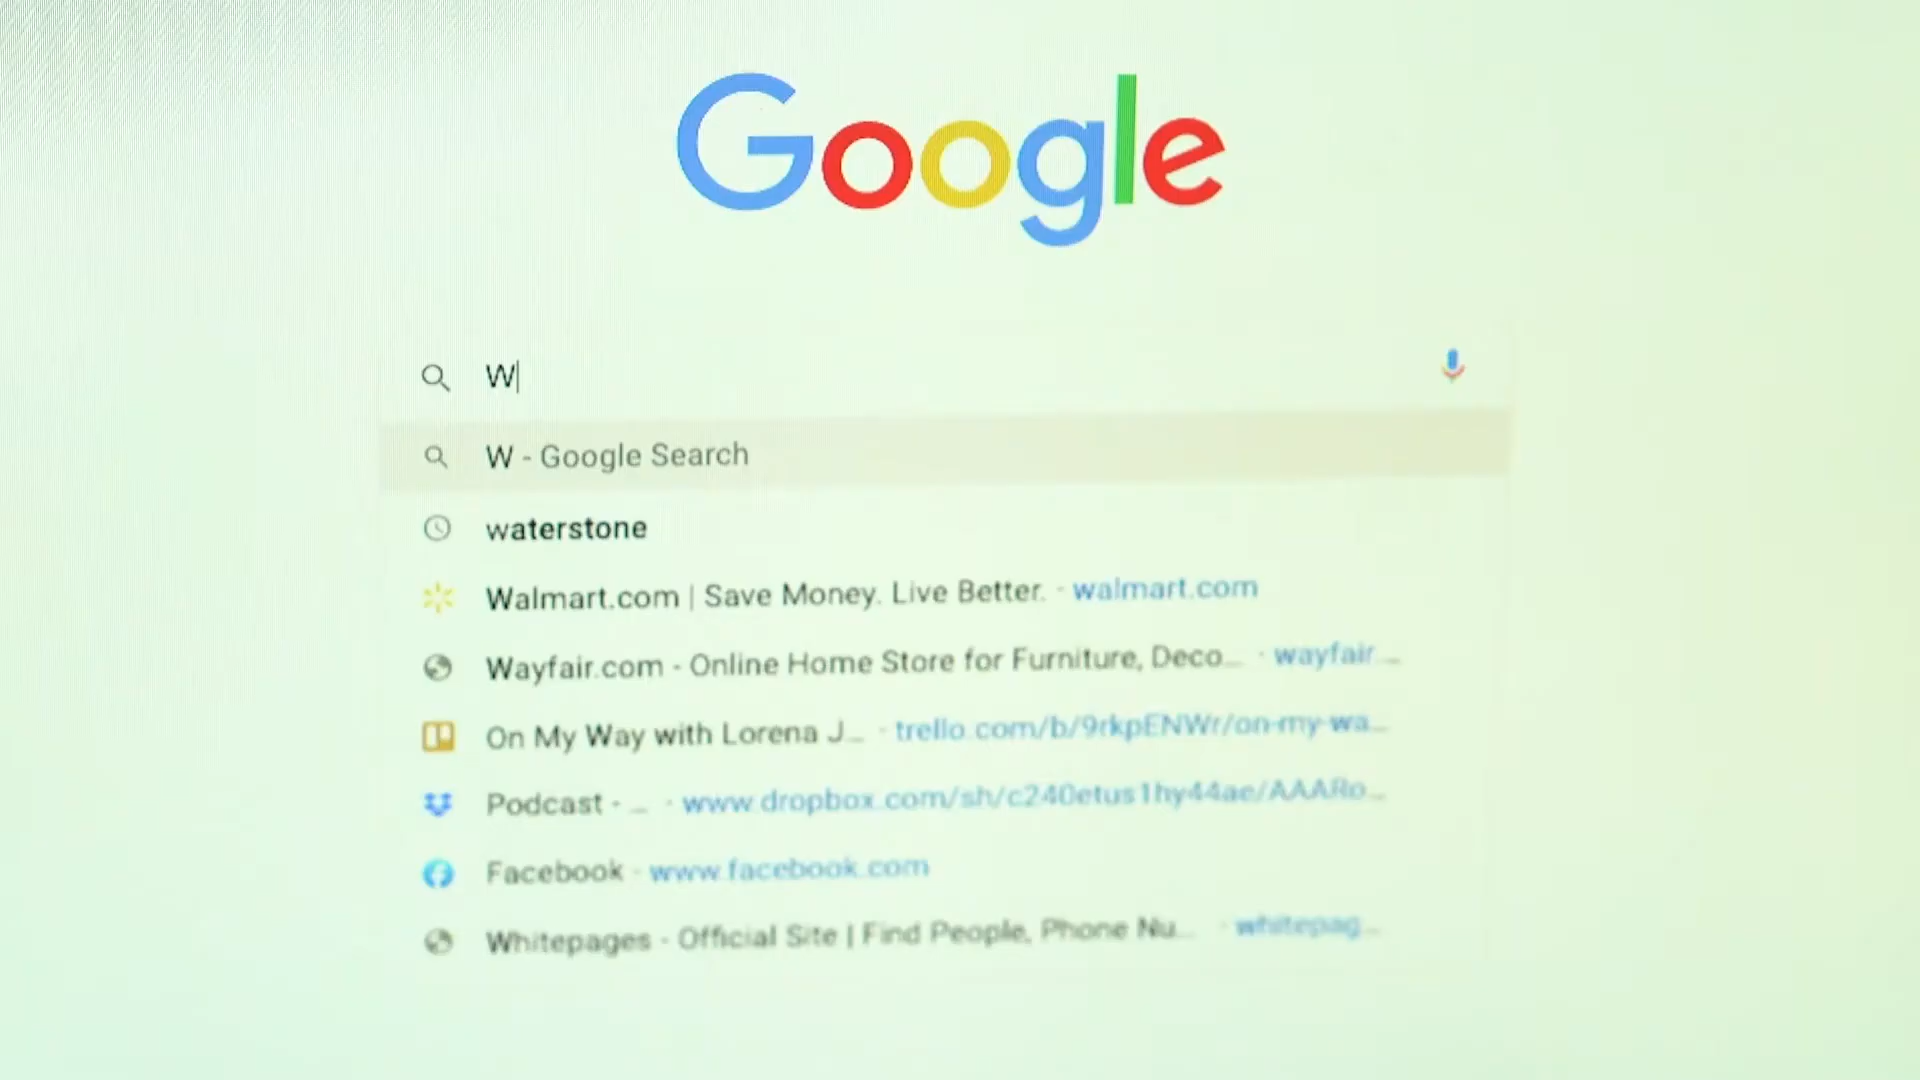 Google
W
W - Google Search
waterstone
Walmart.com | Save Money. Live Better. - walmart.com
Wayfair.com - Online Home Store for Furniture, Deco... - wayfair...
On My Way with Lorena J... - trello.com/b/9rkpENWr/on-my-wa...
Podcast - ... - www.dropbox.com/sh/c240etus1hy44ae/AAARo...
Facebook - www.facebook.com
Whitepages - Official Site | Find People, Phone Nu... - whitepag...